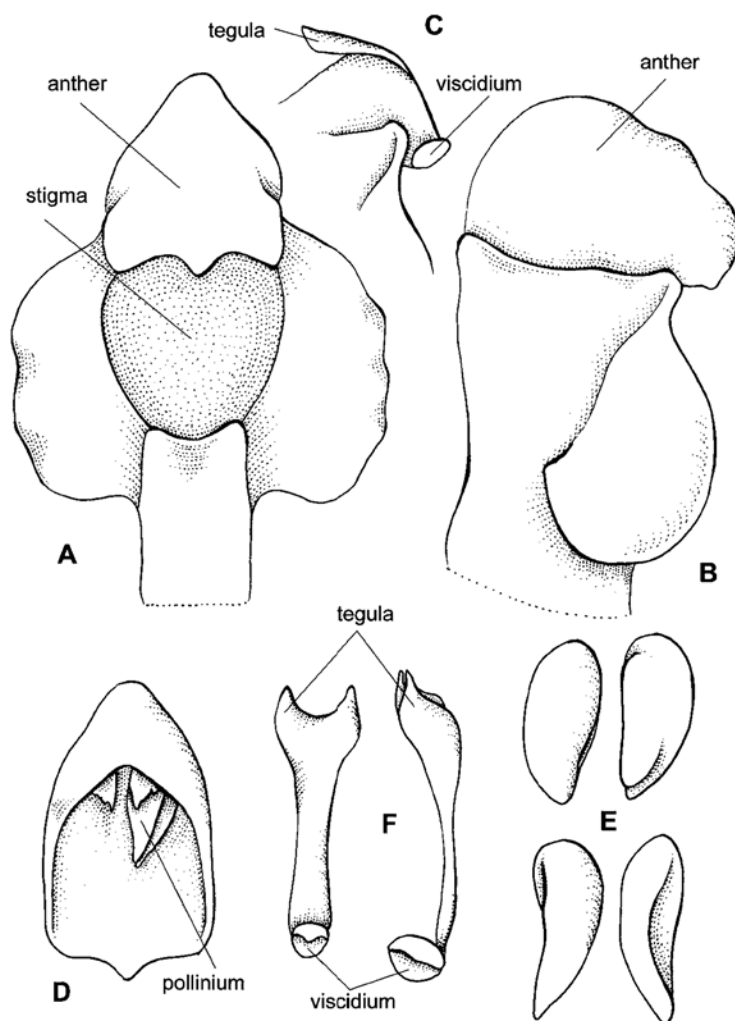 tegula
C
anther
anther
viscidium
stigma
A
B
tegula
F
E
D
pollinium
viscidium